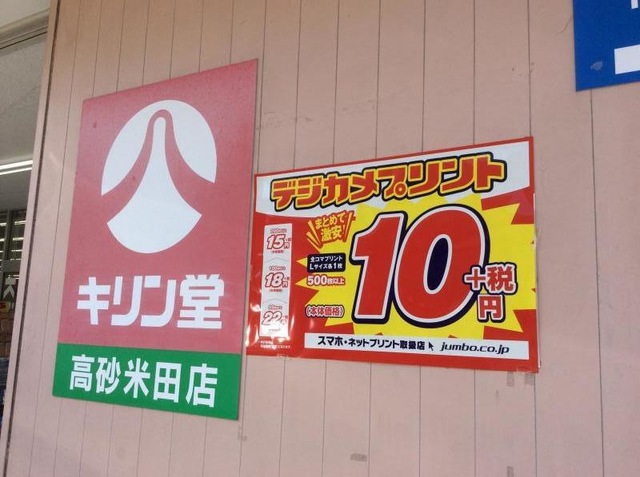 キリン堂
高砂米田店
デジカメプリント
まとめて
激安!
全コマプリント
Lサイズ各1枚
500枚以上
(本体価格)
10
+税
円
15円
18円
22
スマホ・ネットプリント取扱店 jumbo.co.jp